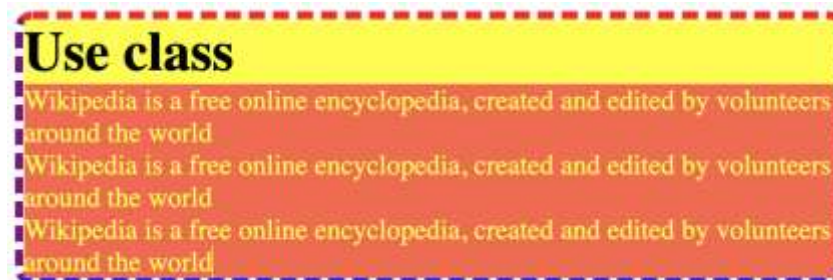 Use class
Wikipedia is a free online encyclopedia, created and edited by volunteers
around the world
Wikipedia is a free online encyclopedia, created and edited by volunteers
around the world
Wikipedia is a free online encyclopedia, created and edited by volunteers
around the world